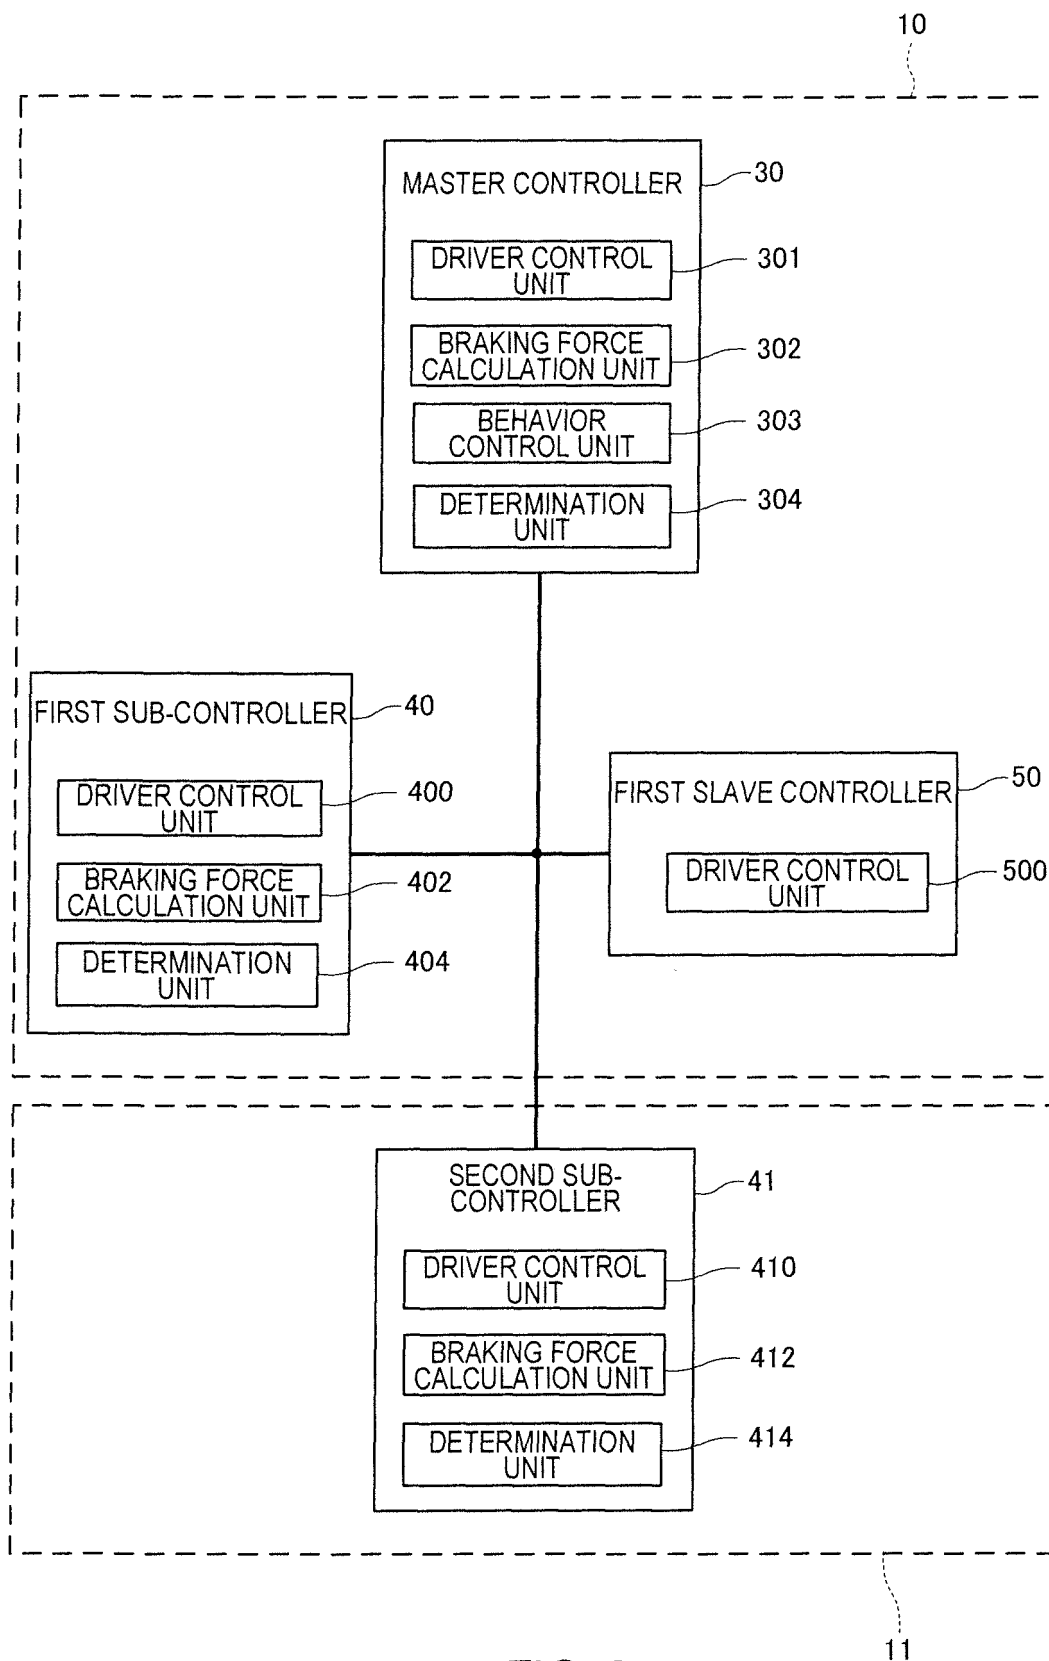 10
MASTER CONTROLLER
30
DRIVER CONTROL
UNIT
301
BRAKING FORCE
CALCULATION UNIT
302
BEHAVIOR
CONTROL UNIT
303
DETERMINATION
UNIT
304
FIRST SUB-CONTROLLER
40
DRIVER CONTROL
UNIT
400
BRAKING FORCE
CALCULATION UNIT
402
DETERMINATION
UNIT
404
FIRST SLAVE CONTROLLER
50
DRIVER CONTROL
UNIT
500
SECOND SUB-
CONTROLLER
41
DRIVER CONTROL
UNIT
410
BRAKING FORCE
CALCULATION UNIT
412
DETERMINATION
UNIT
414
11